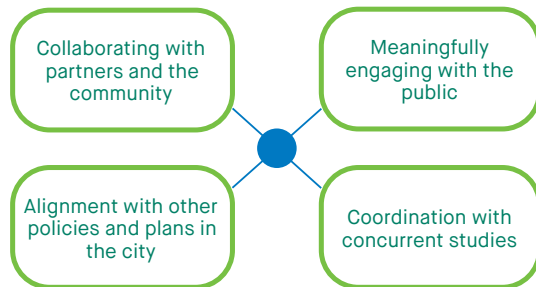 Collaborating with
partners and the
community
Meaningfully
engaging with the
public
Alignment with other
policies and plans in
the city
Coordination with
concurrent studies